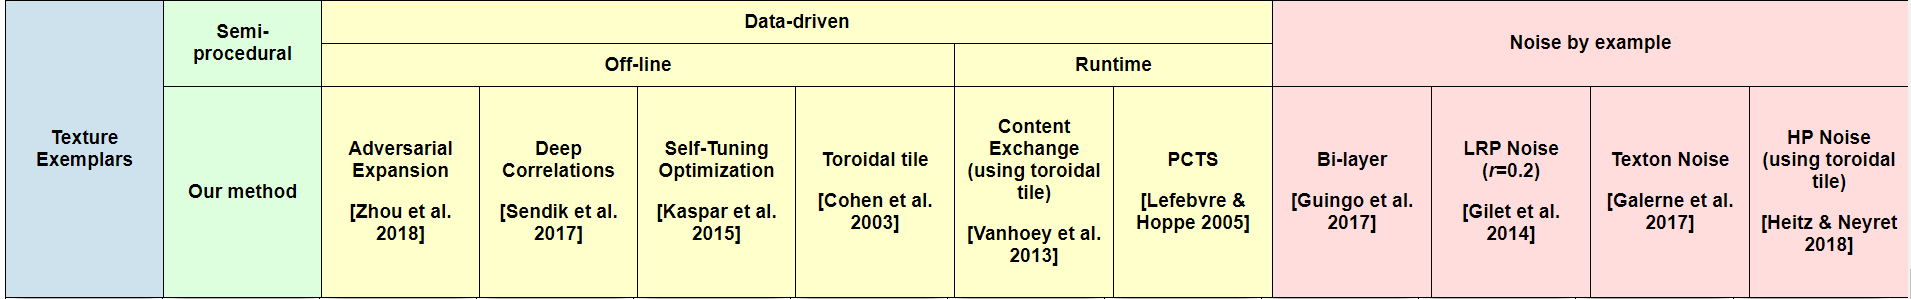 Texture
Exemplars
Semi-
procedural
Our method
Data-driven
Off-line
Runtime
Adversarial
Expansion
[Zhou et al.
2018]
Deep
Correlations
[Sendik et al.
2017]
Self-Tuning
Optimization
[Kaspar et al.
2015]
Toroidal tile
[Cohen et al.
2003]
Content
Exchange
(using toroidal
tile)
[Vanhoey et al.
2013]
PCTS
[Lefebvre &
Hoppe 2005]
Noise by example
Bi-layer
[Guingo et al.
2017]
LRP Noise
(r=0.2)
[Gilet et al.
2014]
Texton Noise
[Galerne et al.
2017]
HP Noise
(using toroidal
tile)
[Heitz & Neyret
2018]